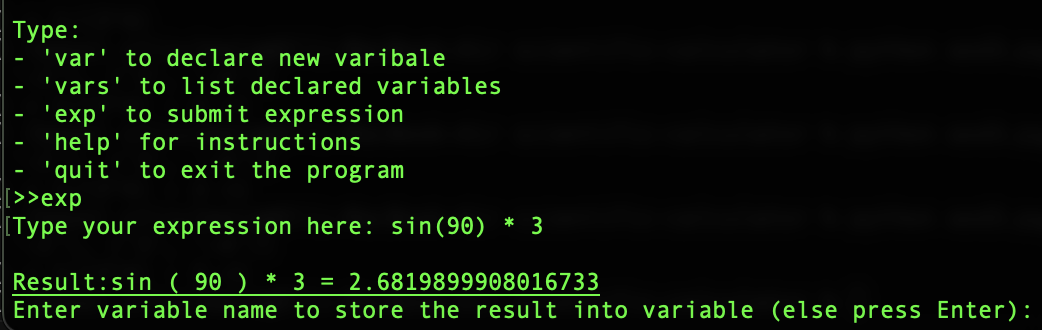 Type:
- 'var' to declare new varibale
- 'vars' to list declared variables
- 'exp' to submit expression
- 'help' for instructions
- 'quit' to exit the program
[>>exp
[Type your expression here: sin(90) * 3
Result:sin ( 90 ) * 3 = 2.6819899908016733
Enter variable name to store the result into variable (else press Enter):